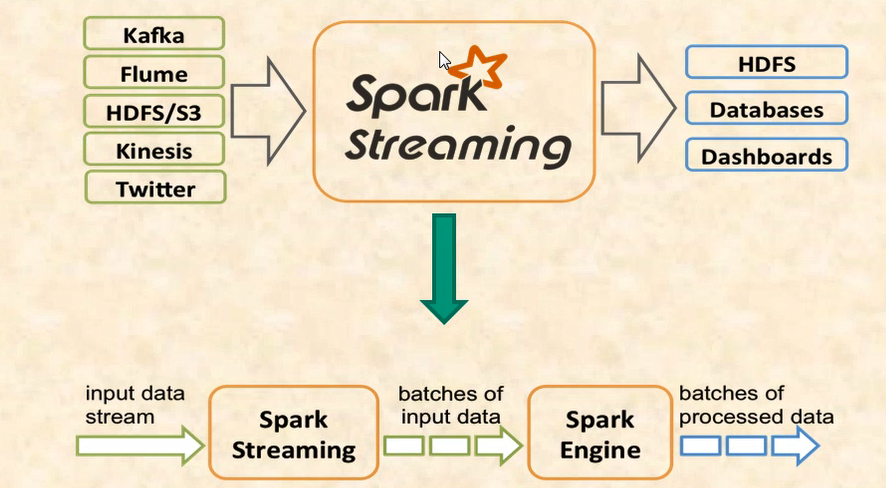 Kafka
Flume
HDFS/S3
Kinesis
Twitter
Spark
Streaming
HDFS
Databases
Dashboards
input data
stream
Spark
Streaming
batches of
input data
Spark
Engine
batches of
processed data